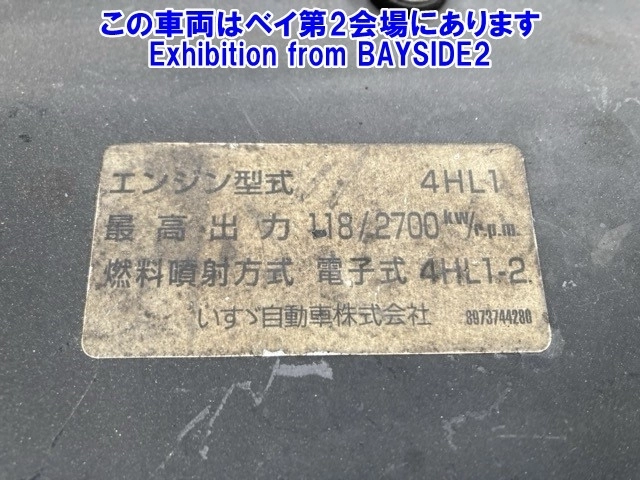 この車両はベイ第2会場にあります
Exhibition from BAYSIDE2
エンジン型式 4HL1
最高出力 118/2700 kW/r.p.m.
燃料噴射方式 電子式 4HL1-2
いすゞ自動車株式会社 8973744280